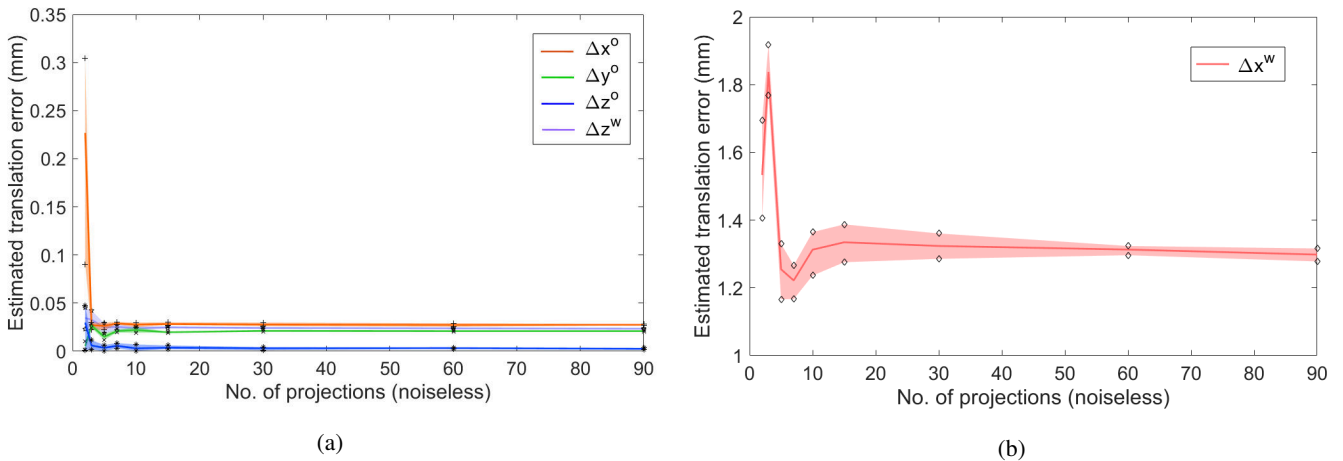 0.35
0.3
0.25
0.2
0.15
0.1
0.05
0
Estimated translation error (mm)
0 10 20 30 40 50 60 70 80 90
No. of projections (noiseless)
Δx^o
Δy^o
Δz^o
Δz^w
(a)
2
1.8
1.6
1.4
1.2
1
Estimated translation error (mm)
0 10 20 30 40 50 60 70 80 90
No. of projections (noiseless)
Δx^w
(b)